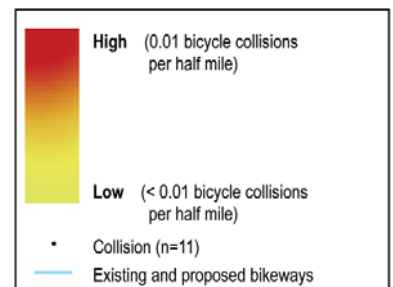 High (0.01 bicycle collisions
per half mile)
Low (< 0.01 bicycle collisions
per half mile)
Collision (n=11)
Existing and proposed bikeways